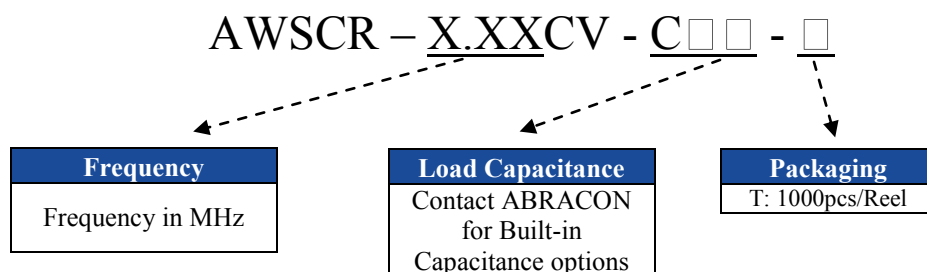 AWSCR – X.XXCV - C□□ - □
Frequency
Frequency in MHz
Load Capacitance
Contact ABRACON
for Built-in
Capacitance options
Packaging
T: 1000pcs/Reel